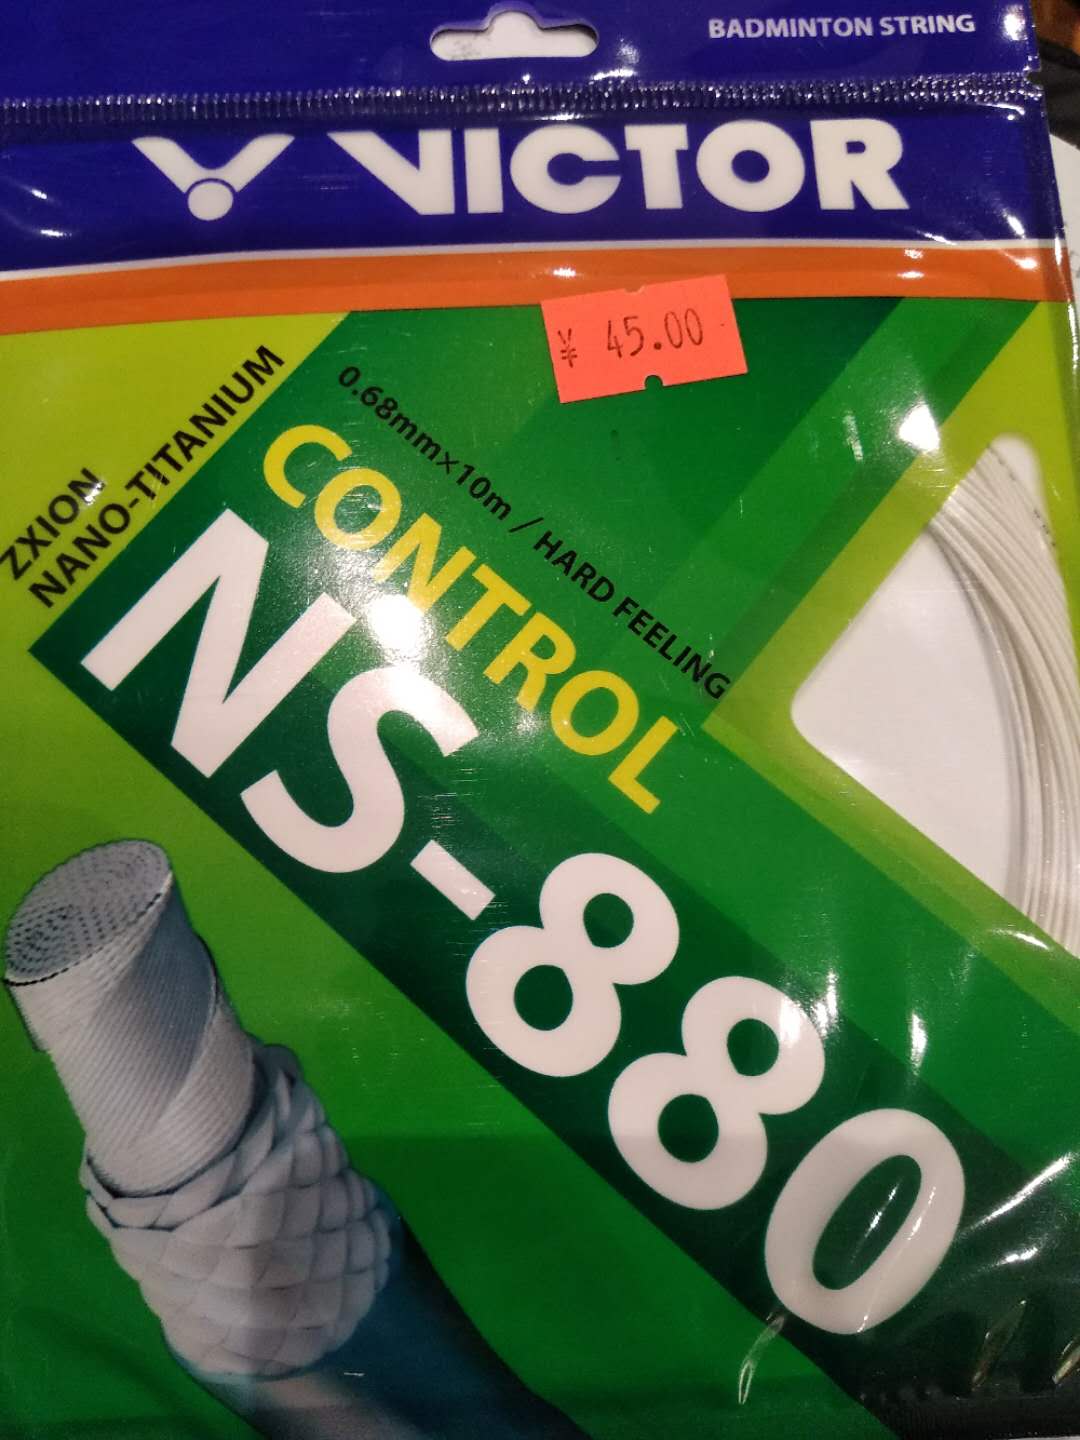 BADMINTON STRING
VICTOR
¥ 45.00
ZXION
NANO-TITANIUM
0.68mm×10m / HARD FEELING
CONTROL
NS-880